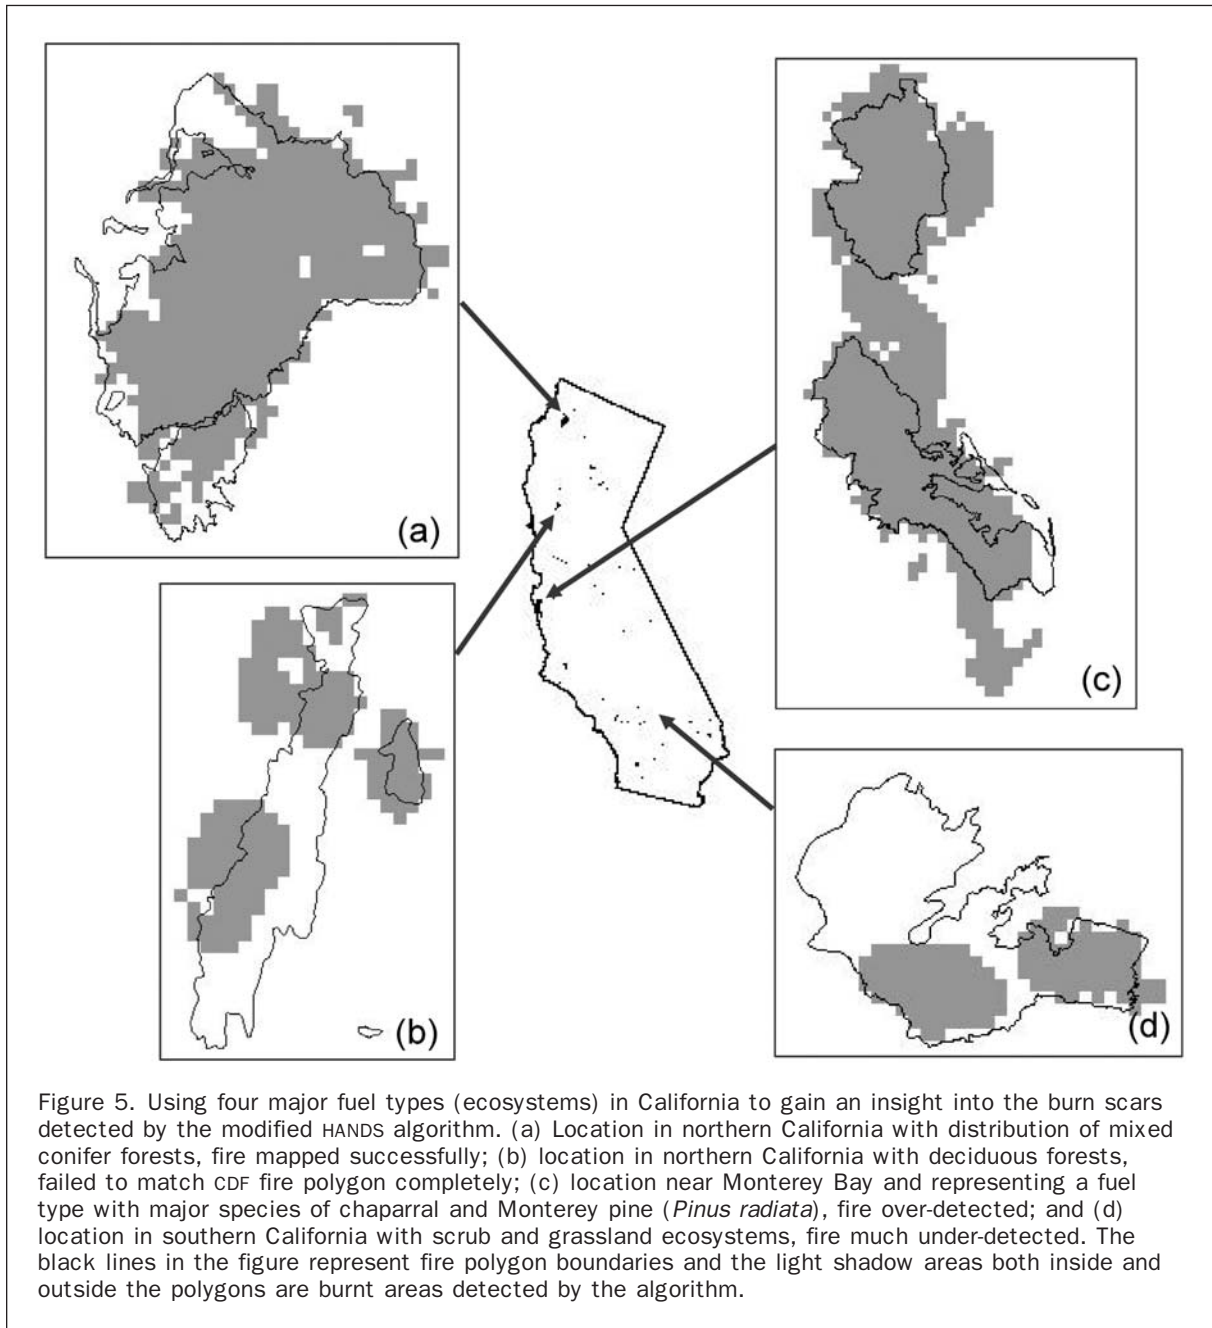 (a)
(c)
(b)
(d)
Figure 5. Using four major fuel types (ecosystems) in California to gain an insight into the burn scars
detected by the modified HANDS algorithm. (a) Location in northern California with distribution of mixed
conifer forests, fire mapped successfully; (b) location in northern California with deciduous forests,
failed to match CDF fire polygon completely; (c) location near Monterey Bay and representing a fuel
type with major species of chaparral and Monterey pine (Pinus radiata), fire over-detected; and (d)
location in southern California with scrub and grassland ecosystems, fire much under-detected. The
black lines in the figure represent fire polygon boundaries and the light shadow areas both inside and
outside the polygons are burnt areas detected by the algorithm.